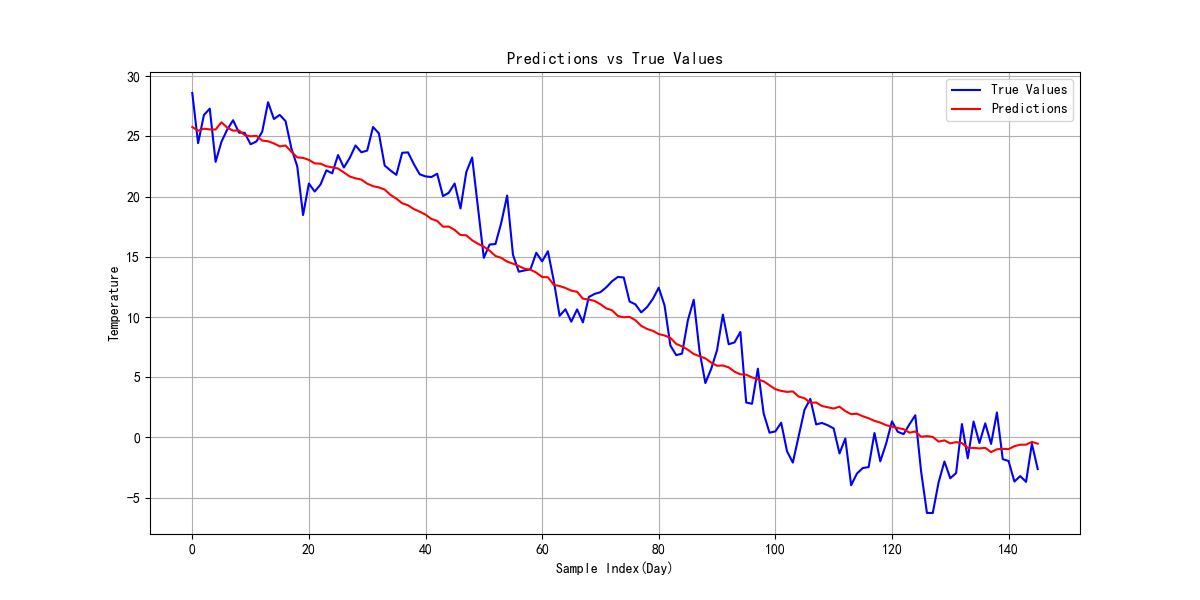 Predictions vs True Values
True Values
Predictions
30
25
20
15
10
5
0
−5
Temperature
0 20 40 60 80 100 120 140
Sample Index(Day)